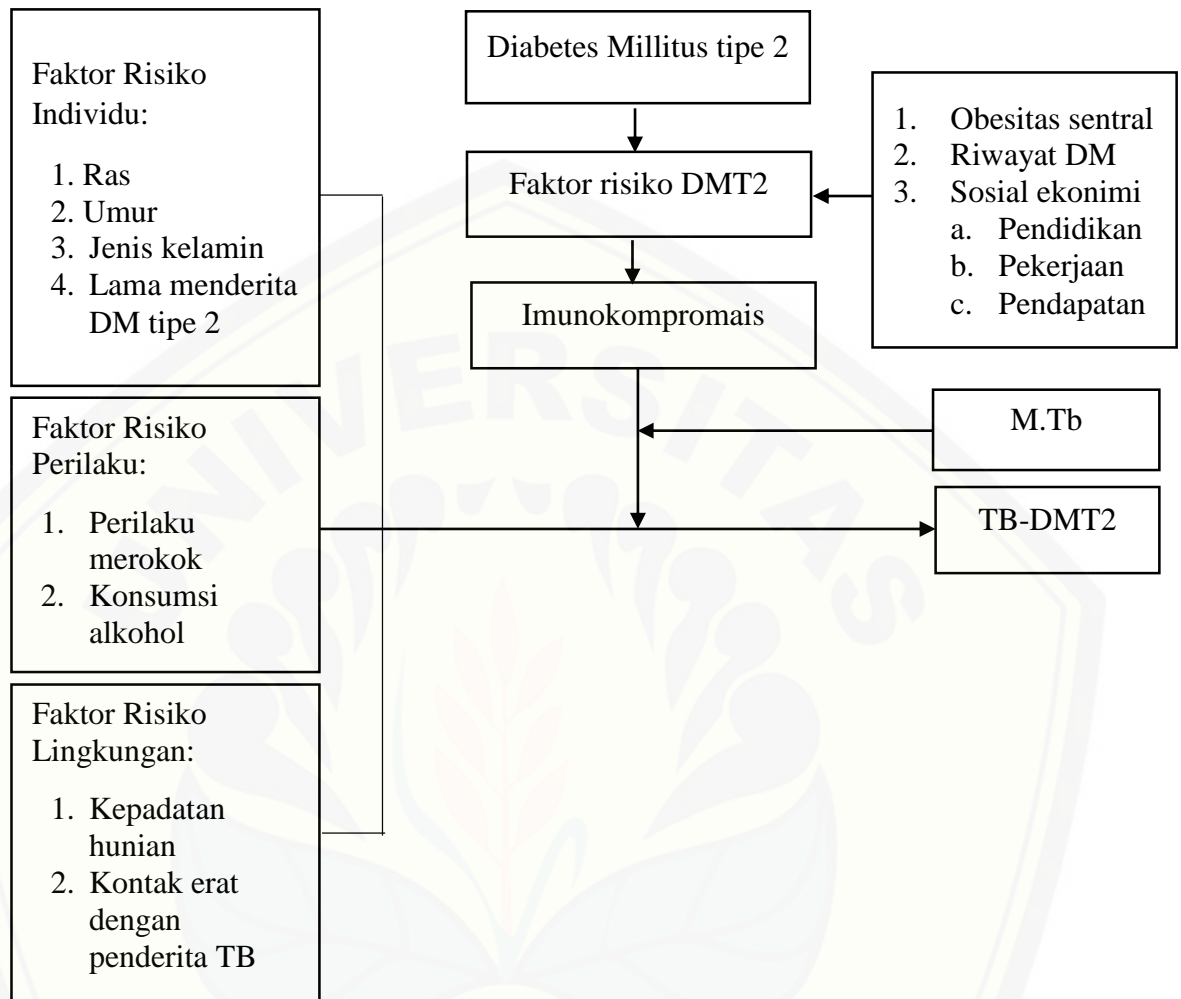 Faktor Risiko
Individu:
1. Ras
2. Umur
3. Jenis kelamin
4. Lama menderita
DM tipe 2
Faktor Risiko
Perilaku:
1. Perilaku
merokok
2. Konsumsi
alkohol
Faktor Risiko
Lingkungan:
1. Kepadatan
hunian
2. Kontak erat
dengan
penderita TB
Diabetes Millitus tipe 2
Faktor risiko DMT2
Imunokompromais
1. Obesitas sentral
2. Riwayat DM
3. Sosial ekonimi
a. Pendidikan
b. Pekerjaan
c. Pendapatan
M.Tb
TB-DMT2
UNIVERSITAS